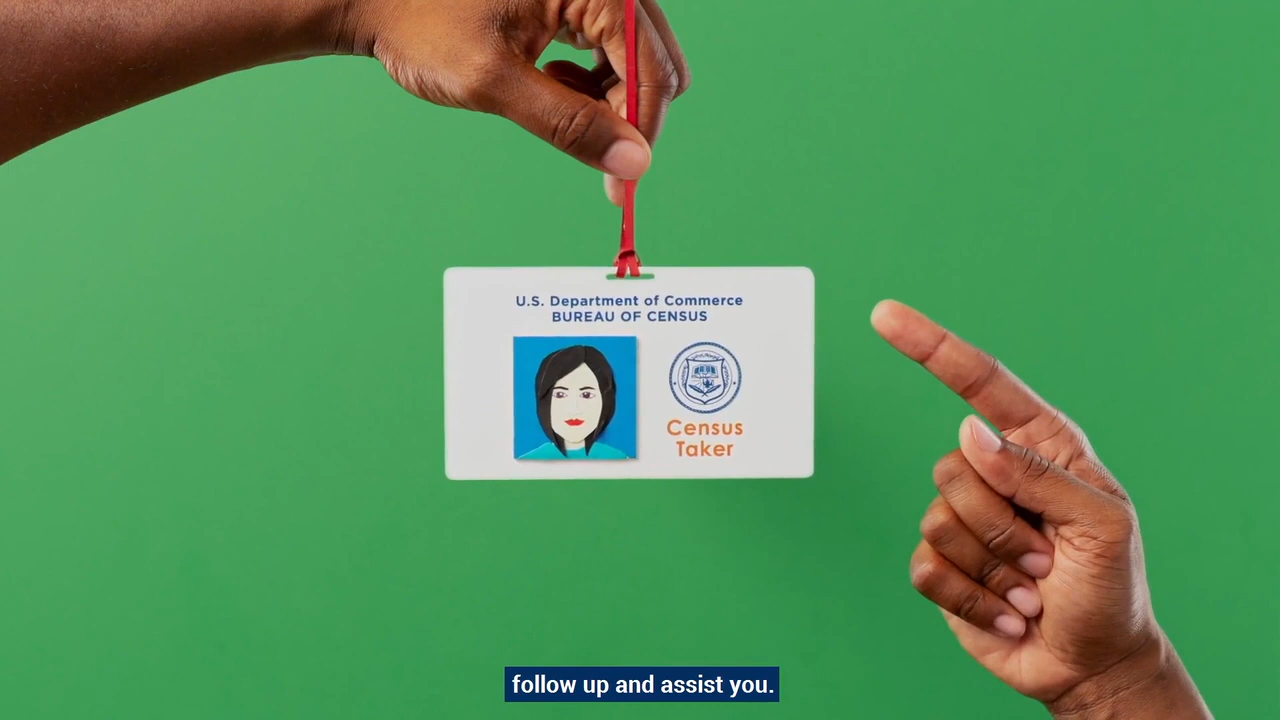 U.S. Department of Commerce
BUREAU OF CENSUS
Census
Taker
follow up and assist you.